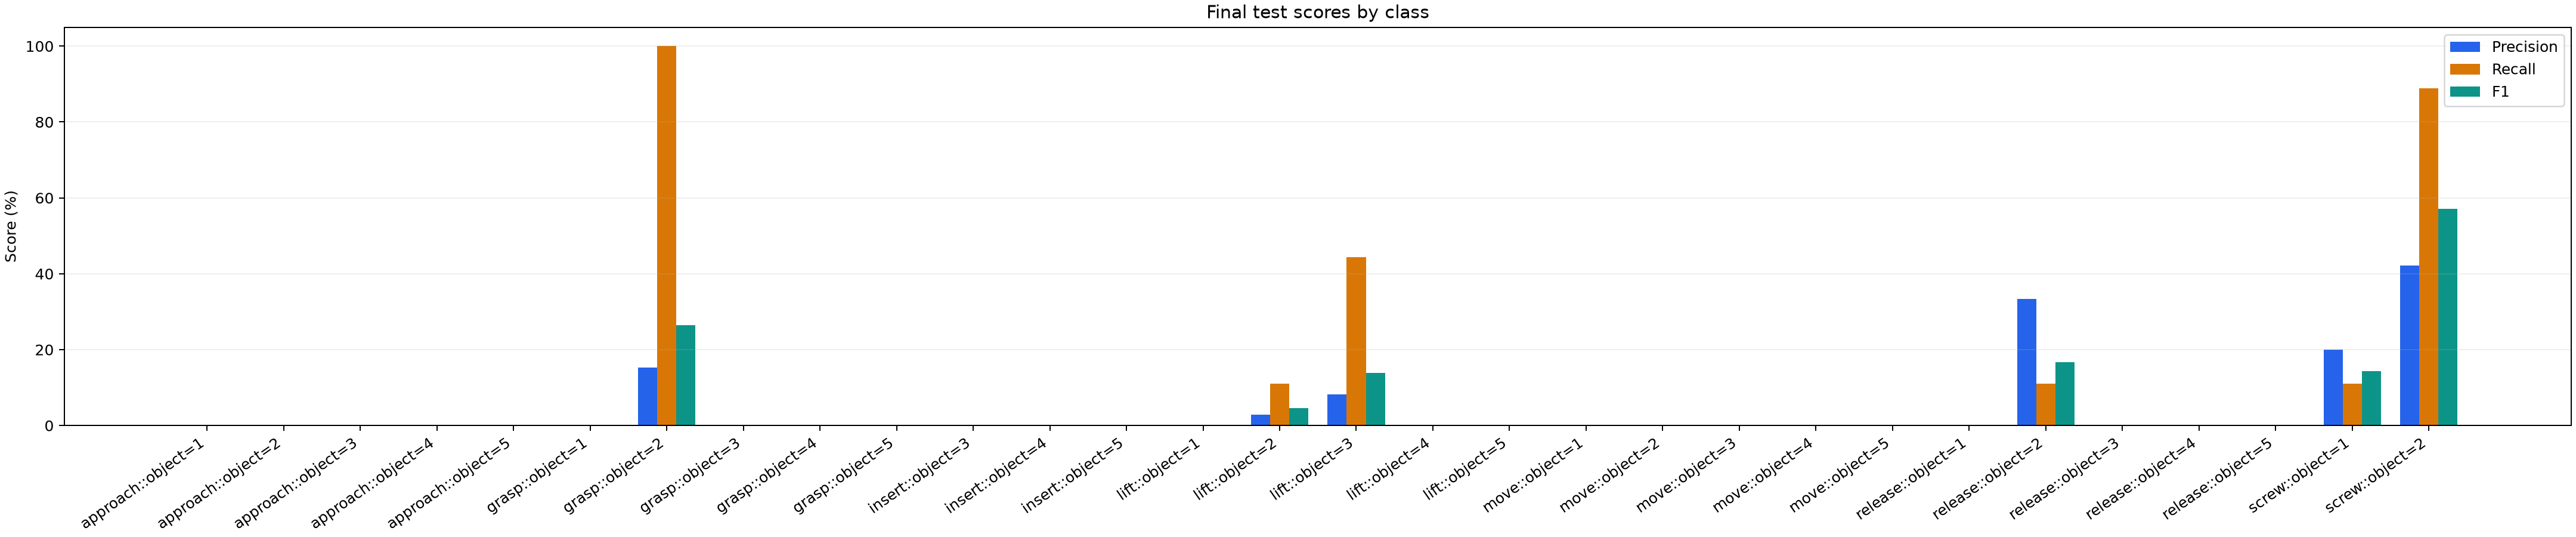 Final test scores by class
Precision
Recall
F1
Score (%)
100
80
60
40
20
0
approach::object=1
approach::object=2
approach::object=3
approach::object=4
approach::object=5
grasp::object=1
grasp::object=2
grasp::object=3
grasp::object=4
grasp::object=5
insert::object=3
insert::object=4
insert::object=5
lift::object=1
lift::object=2
lift::object=3
lift::object=4
lift::object=5
move::object=1
move::object=2
move::object=3
move::object=4
move::object=5
release::object=1
release::object=2
release::object=3
release::object=4
release::object=5
screw::object=1
screw::object=2